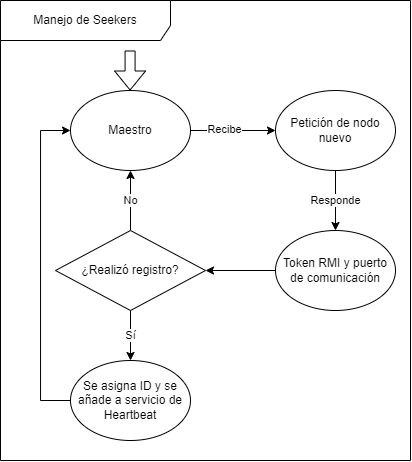 Manejo de Seekers
Maestro
Recibe
Petición de nodo
nuevo
No
Responde
¿Realizó registro?
Token RMI y puerto
de comunicación
Sí
Se asigna ID y se
añade a servicio de
Heartbeat